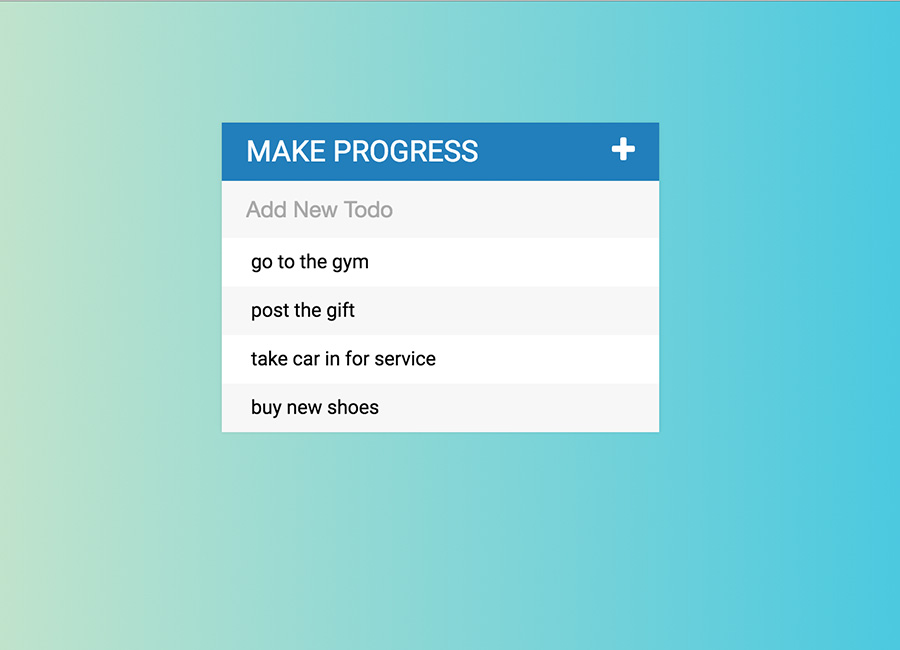 MAKE PROGRESS
Add New Todo
go to the gym
post the gift
take car in for service
buy new shoes